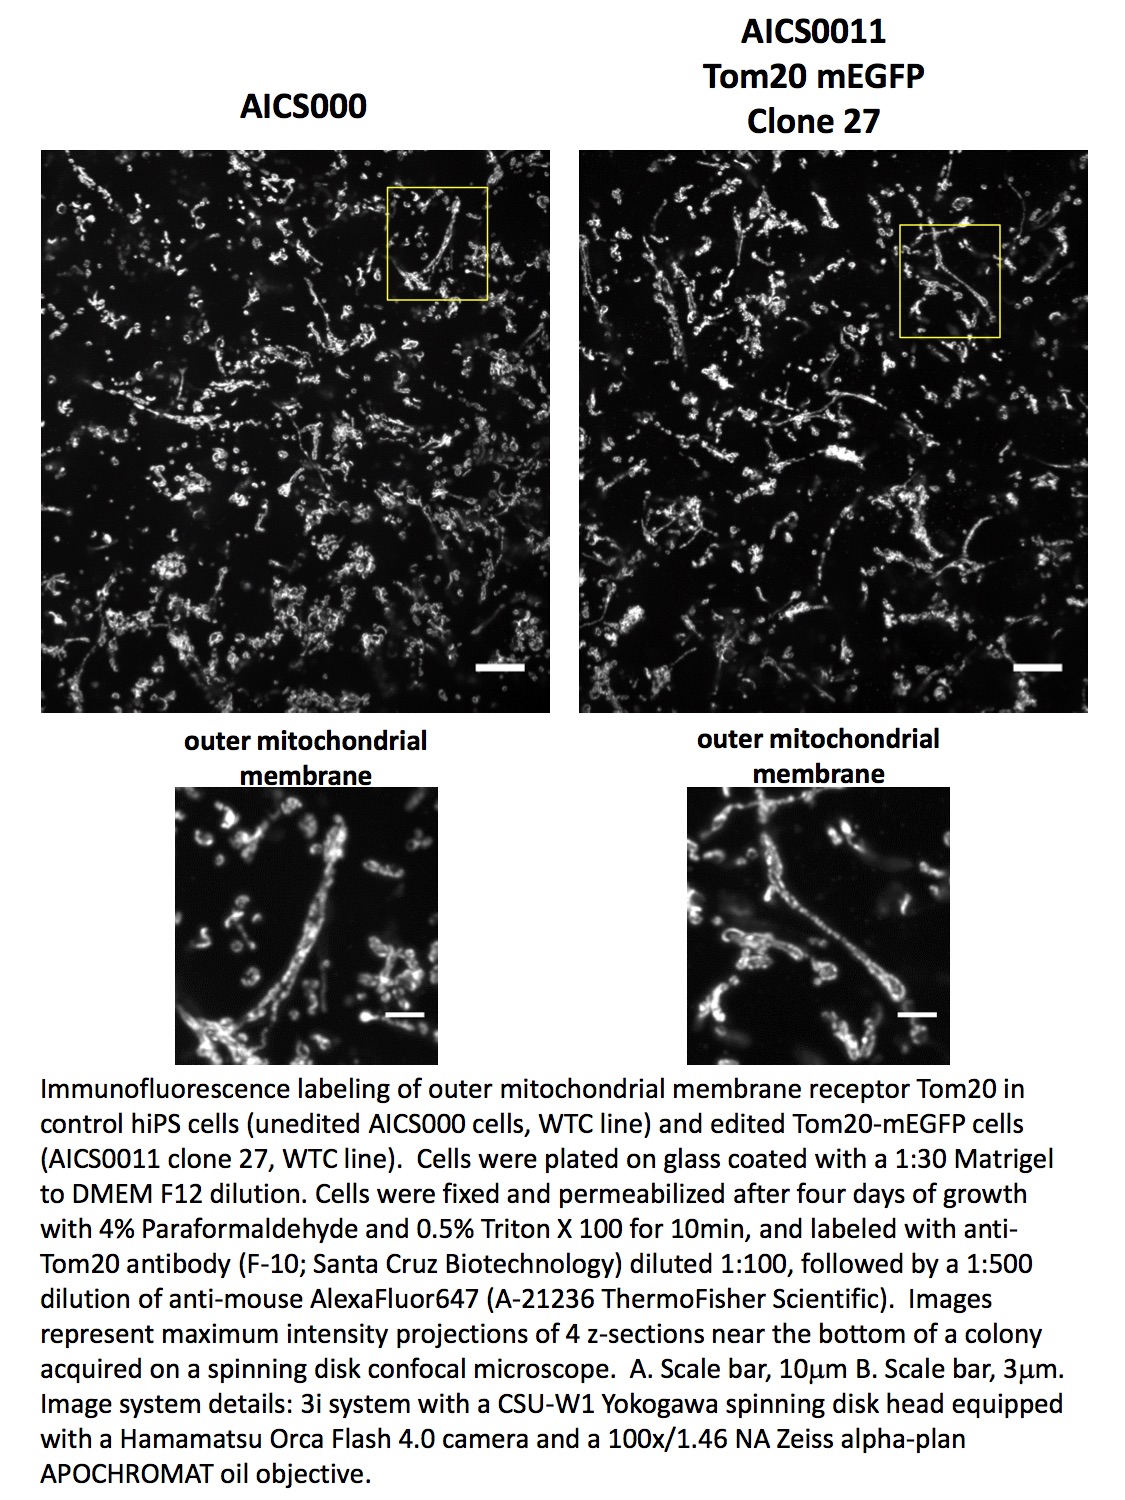 AICS000
AICS0011
Tom20 mEGFP
Clone 27
outer mitochondrial
membrane
outer mitochondrial
membrane
Immunofluorescence labeling of outer mitochondrial membrane receptor Tom20 in
control hiPS cells (unedited AICS000 cells, WTC line) and edited Tom20-mEGFP cells
(AICS0011 clone 27, WTC line).  Cells were plated on glass coated with a 1:30 Matrigel
to DMEM F12 dilution. Cells were fixed and permeabilized after four days of growth
with 4% Paraformaldehyde and 0.5% Triton X 100 for 10min, and labeled with anti-
Tom20 antibody (F-10; Santa Cruz Biotechnology) diluted 1:100, followed by a 1:500
dilution of anti-mouse AlexaFluor647 (A-21236 ThermoFisher Scientific).  Images
represent maximum intensity projections of 4 z-sections near the bottom of a colony
acquired on a spinning disk confocal microscope.  A. Scale bar, 10μm B. Scale bar, 3μm.
Image system details: 3i system with a CSU-W1 Yokogawa spinning disk head equipped
with a Hamamatsu Orca Flash 4.0 camera and a 100x/1.46 NA Zeiss alpha-plan
APOCHROMAT oil objective.